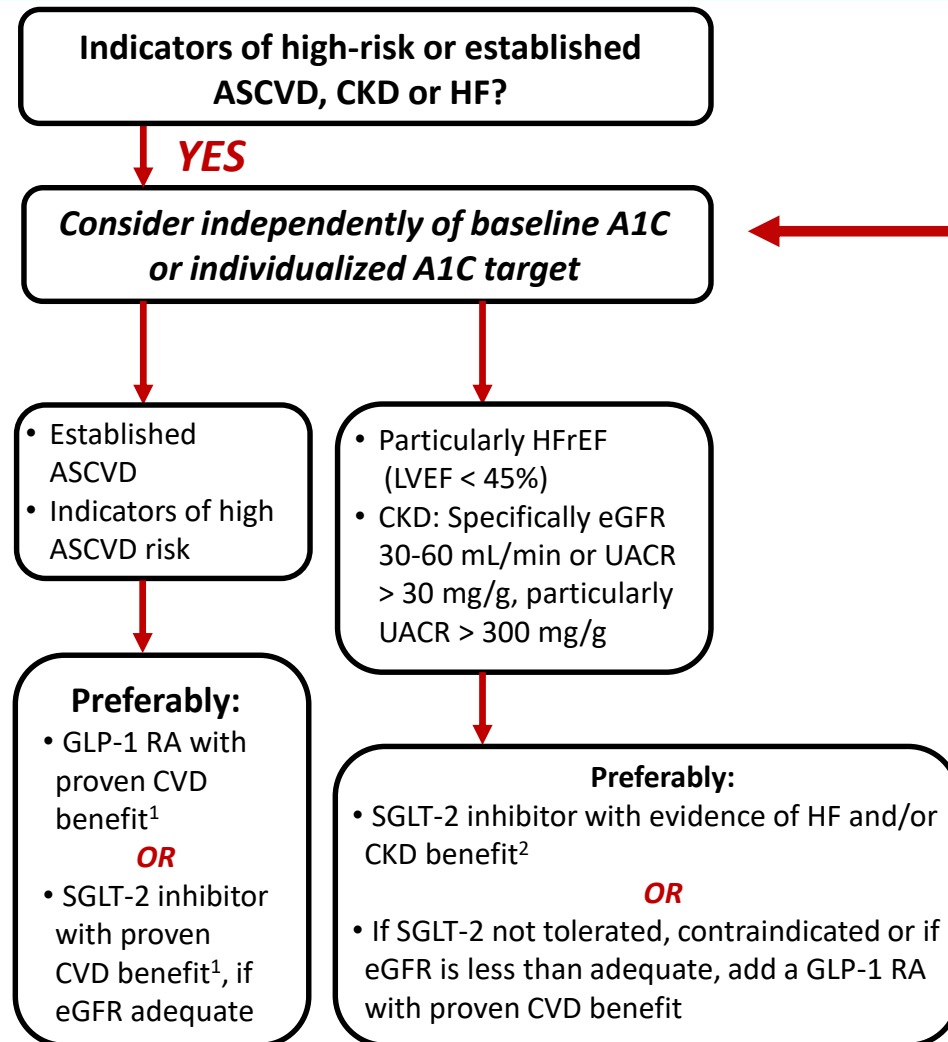 Indicators of high-risk or established
ASCVD, CKD or HF?
YES
Consider independently of baseline A1C
or individualized A1C target
• Established
ASCVD
• Indicators of high
ASCVD risk
• Particularly HFrEF
(LVEF < 45%)
• CKD: Specifically eGFR
30-60 mL/min or UACR
> 30 mg/g, particularly
UACR > 300 mg/g
Preferably:
• GLP-1 RA with
proven CVD
benefit¹
OR
• SGLT-2 inhibitor
with proven
CVD benefit¹, if
eGFR adequate
Preferably:
• SGLT-2 inhibitor with evidence of HF and/or
CKD benefit²
OR
• If SGLT-2 not tolerated, contraindicated or if
eGFR is less than adequate, add a GLP-1 RA
with proven CVD benefit